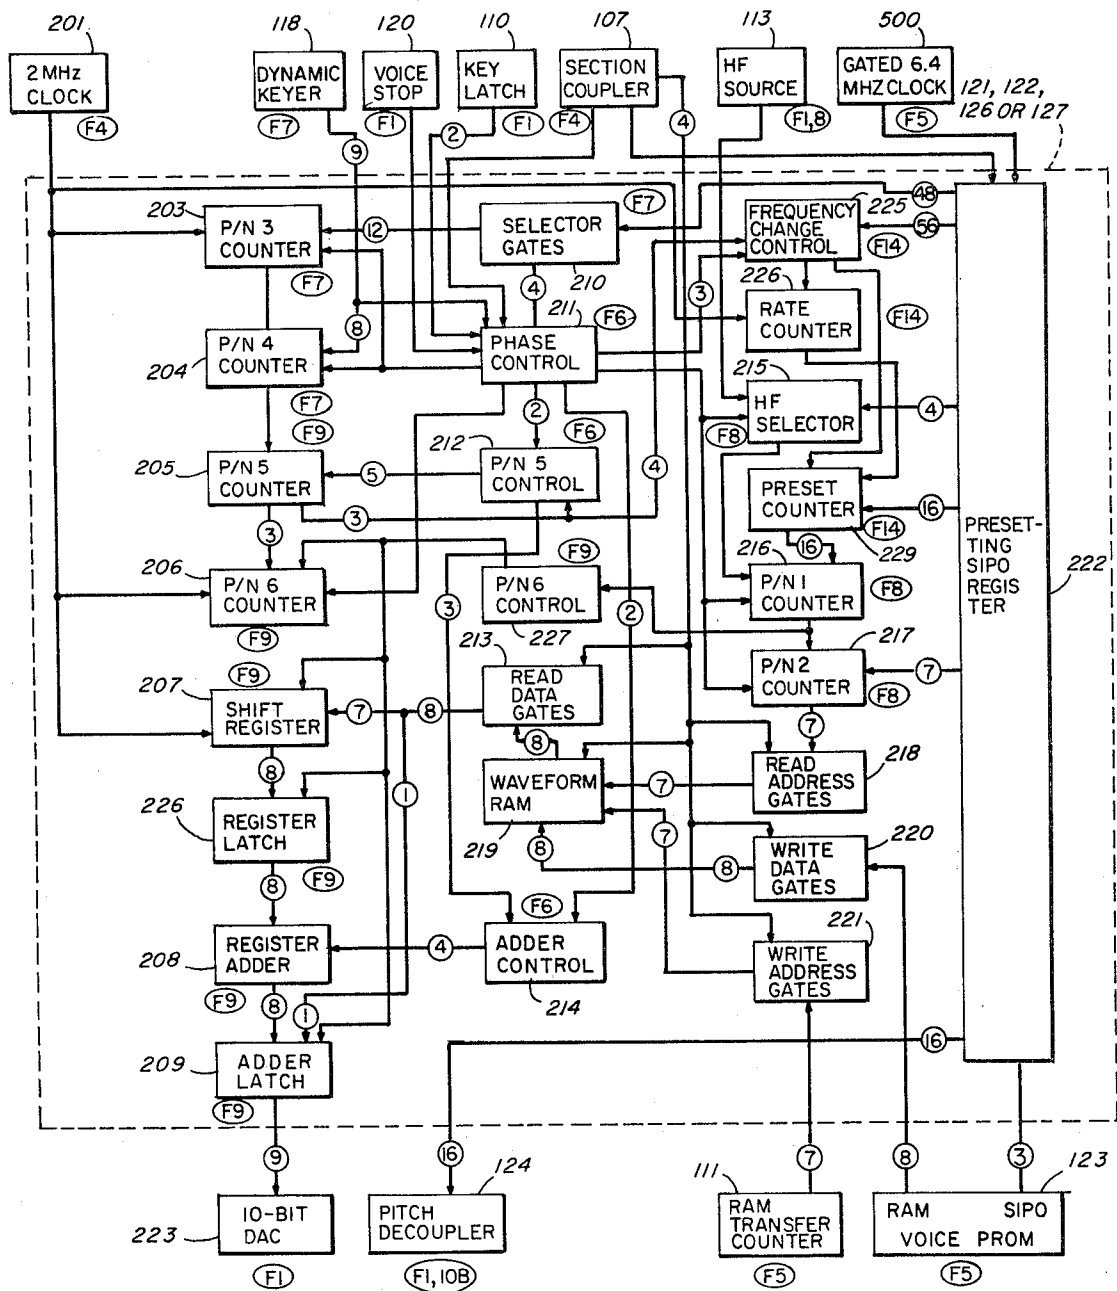 201
118
120
110
107
113
500
2 MHz
CLOCK
F4
DYNAMIC
KEYER
F7
VOICE
STOP
F1
KEY
LATCH
F1
SECTION
COUPLER
F4
HF
SOURCE
F1,8
GATED 6.4
MHZ CLOCK
F5
121, 122,
126 OR 127
9
2
4
203
P/N 3
COUNTER
F7
12
SELECTOR
GATES
F7
210
48
FREQUENCY
CHANGE
CONTROL
225
F14
56
4
211
F6
3
226
RATE
COUNTER
F14
8
P/N 4
COUNTER
204
F7
PHASE
CONTROL
F6
2
215
HF
SELECTOR
F8
4
F9
205
P/N 5
COUNTER
5
212
P/N 5
CONTROL
3
4
PRESET
COUNTER
F14
229
16
16
PRESET-
TING
SIPO
REGIS
TER
222
3
206
P/N 6
COUNTER
F9
F9
P/N 6
CONTROL
227
3
2
216
P/N 1
COUNTER
F8
217
P/N 2
COUNTER
F8
7
7
F9
207
SHIFT
REGISTER
7
8
213
READ
DATA
GATES
8
8
1
226
REGISTER
LATCH
F9
WAVEFORM
RAM
219
7
READ
ADDRESS
GATES
218
7
8
WRITE
DATA
GATES
220
8
F6
208
REGISTER
ADDER
F9
4
ADDER
CONTROL
214
WRITE
ADDRESS
GATES
221
8
1
209
ADDER
LATCH
F9
16
9
16
7
8
3
223
10-BIT
DAC
F1
124
PITCH
DECOUPLER
F1,10B
111
RAM
TRANSFER
COUNTER
F5
123
RAM SIPO
VOICE PROM
F5